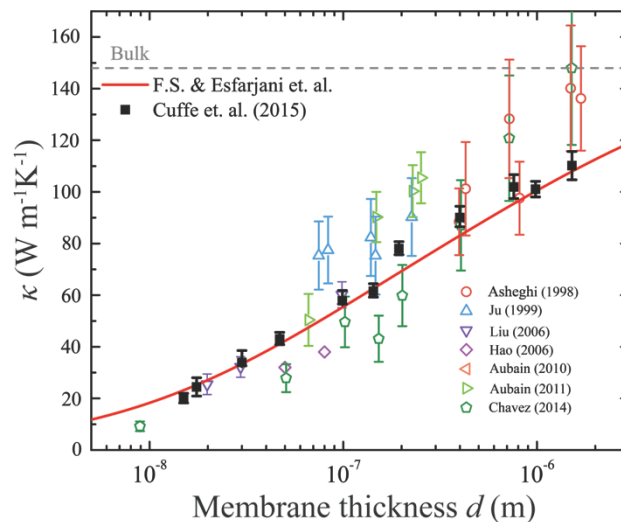 160
140
120
100
80
60
40
20
0
κ (W m⁻¹K⁻¹)
Bulk
F.S. & Esfarjani et. al.
Cuffe et. al. (2015)
Asheghi (1998)
Ju (1999)
Liu (2006)
Hao (2006)
Aubain (2010)
Aubain (2011)
Chavez (2014)
10⁻⁸
10⁻⁷
10⁻⁶
Membrane thickness d (m)